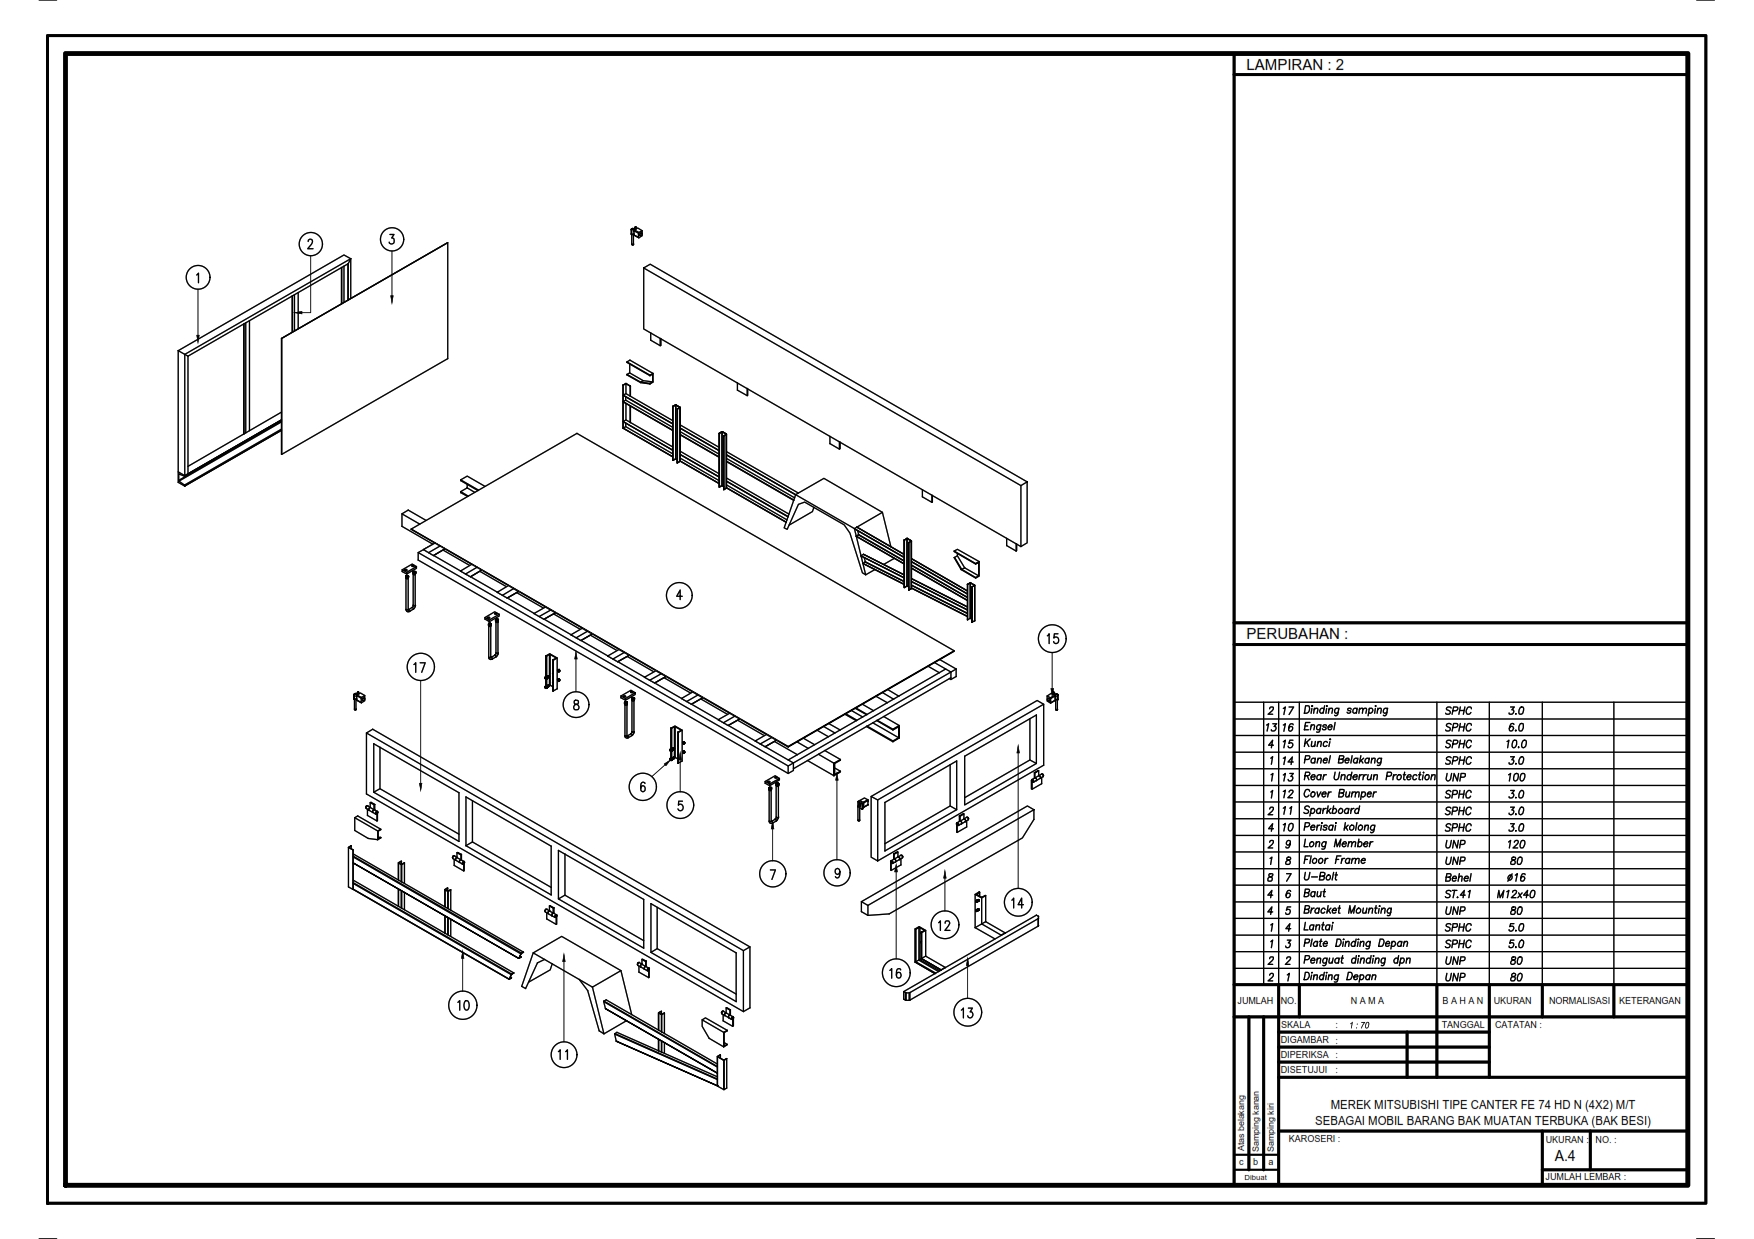 LAMPIRAN : 2
1
2
3
4
15
17
8
6
5
7
9
14
12
16
13
10
11
PERUBAHAN :
2 17 Dinding samping SPHC 3.0
13 16 Engsel SPHC 6.0
4 15 Kunci SPHC 10.0
1 14 Panel Belakang SPHC 3.0
1 13 Rear Underrun Protection UNP 100
1 12 Cover Bumper SPHC 3.0
2 11 Sparkboard SPHC 3.0
4 10 Perisai kolong SPHC 3.0
2 9 Long Member UNP 120
1 8 Floor Frame UNP 80
8 7 U-Bolt Behel ø16
4 6 Baut ST.41 M12x40
4 5 Bracket Mounting UNP 80
1 4 Lantai SPHC 5.0
1 3 Plate Dinding Depan SPHC 5.0
2 2 Penguat dinding dpn UNP 80
2 1 Dinding Depan UNP 80
JUMLAH NO. N A M A B A H A N UKURAN NORMALISASI KETERANGAN
SKALA : 1 : 70 TANGGAL CATATAN :
DIGAMBAR :
DIPERIKSA :
DISETUJUI :
Atas belakang
Samping kanan
Samping kiri
c b a
Dibuat
MEREK MITSUBISHI TIPE CANTER FE 74 HD N (4X2) M/T
SEBAGAI MOBIL BARANG BAK MUATAN TERBUKA (BAK BESI)
KAROSERI :
UKURAN : NO. :
A.4
JUMLAH LEMBAR :